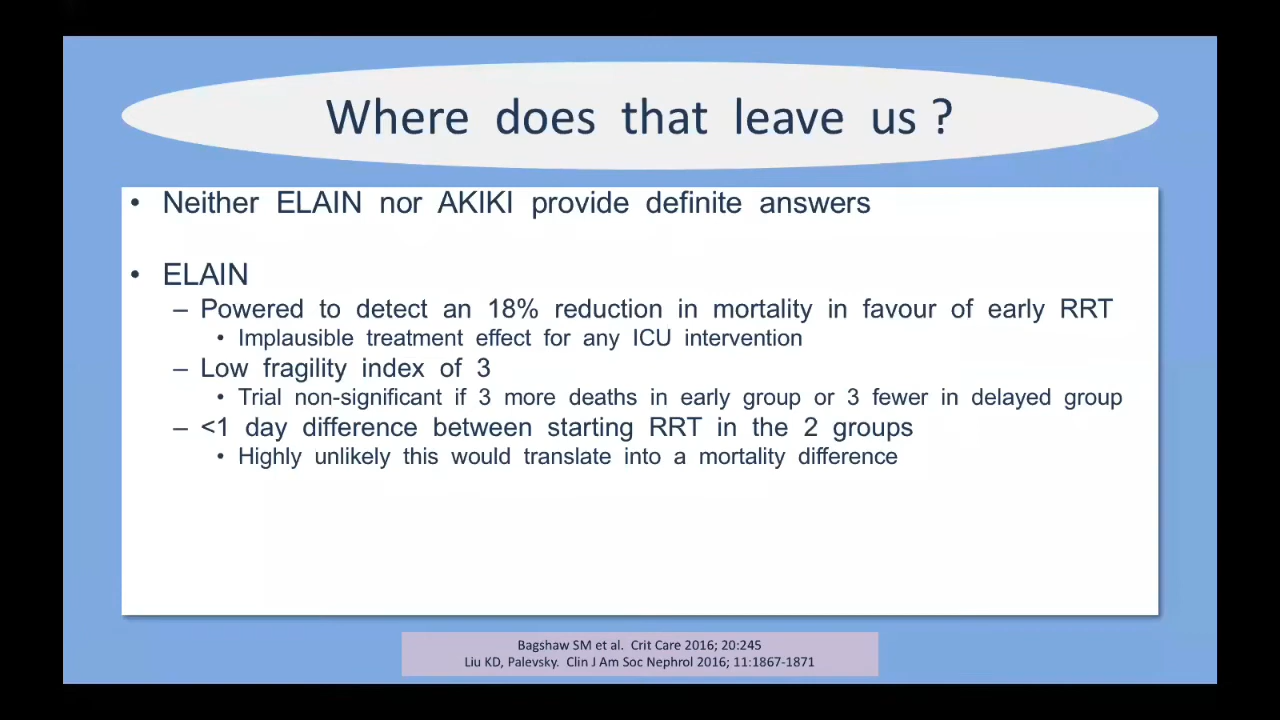 Where does that leave us ?
• Neither ELAIN nor AKIKI provide definite answers
• ELAIN
– Powered to detect an 18% reduction in mortality in favour of early RRT
• Implausible treatment effect for any ICU intervention
– Low fragility index of 3
• Trial non-significant if 3 more deaths in early group or 3 fewer in delayed group
– <1 day difference between starting RRT in the 2 groups
• Highly unlikely this would translate into a mortality difference
Bagshaw SM et al. Crit Care 2016; 20:245
Liu KD, Palevsky. Clin J Am Soc Nephrol 2016; 11:1867-1871